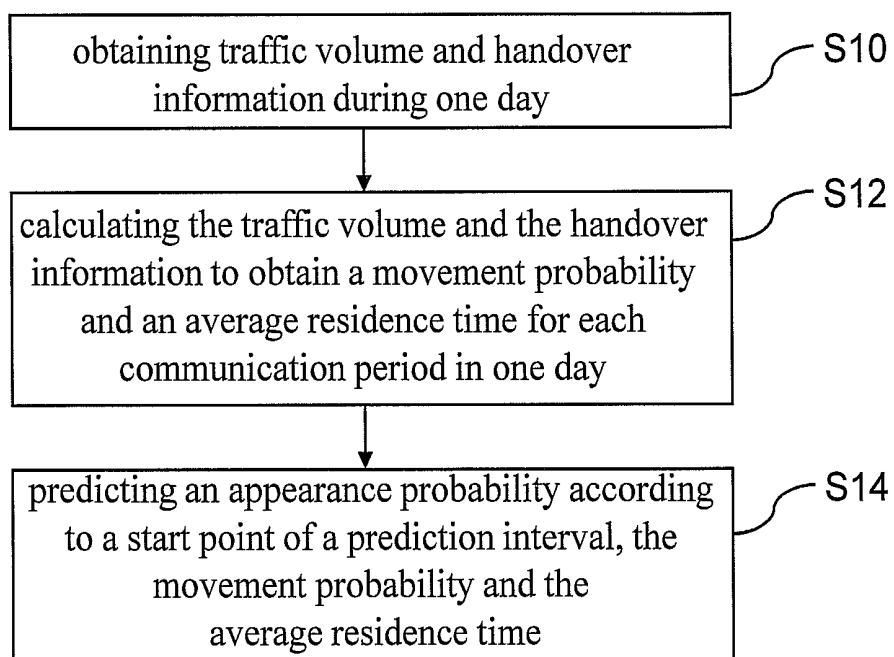 obtaining traffic volume and handover
information during one day
S10
calculating the traffic volume and the handover
information to obtain a movement probability
and an average residence time for each
communication period in one day
S12
predicting an appearance probability according
to a start point of a prediction interval, the
movement probability and the
average residence time
S14